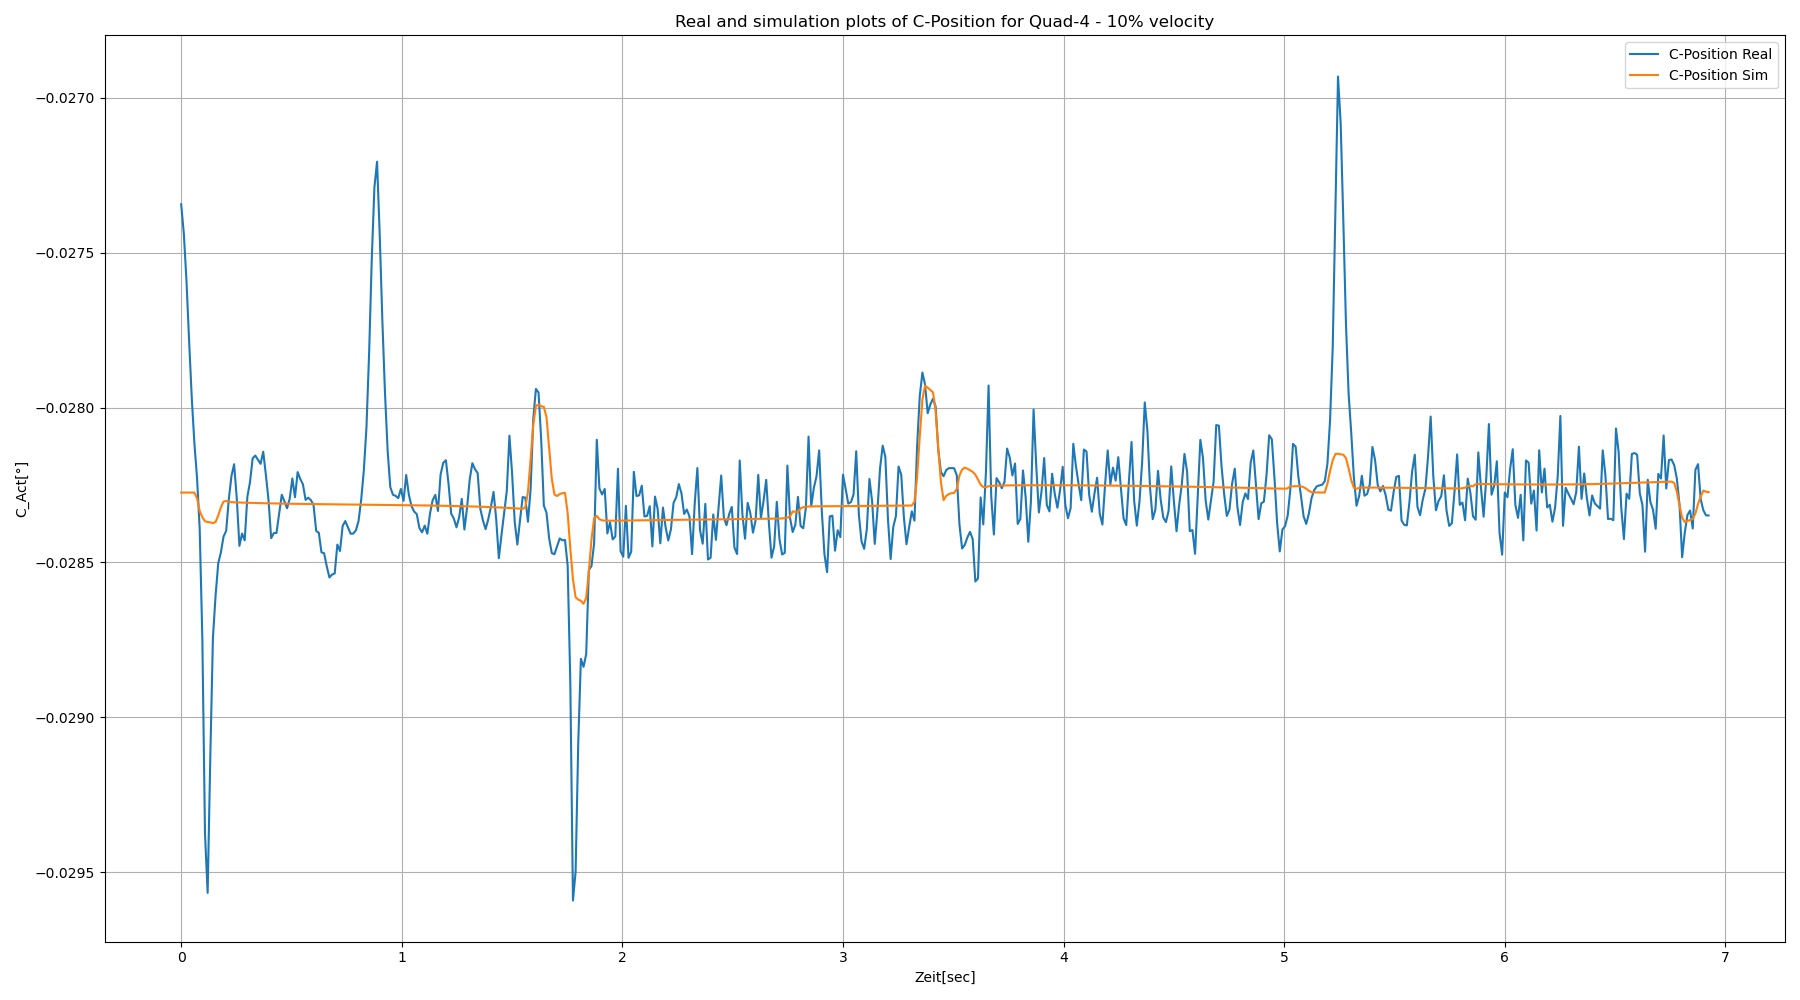 Real and simulation plots of C-Position for Quad-4 - 10% velocity
C-Position Real
C-Position Sim
−0.0270
−0.0275
−0.0280
−0.0285
−0.0290
−0.0295
C_Act[°]
0 1 2 3 4 5 6 7
Zeit[sec]